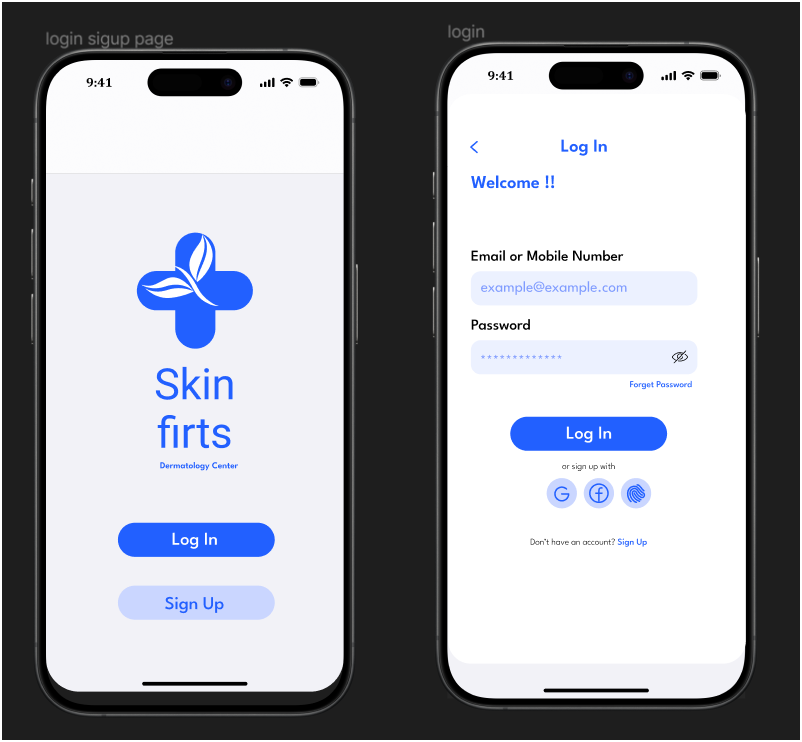 login sigup page
9:41
Skin
firts
Dermatology Center
Log In
Sign Up
login
9:41
Log In
Welcome !!
Email or Mobile Number
example@example.com
Password
*************
Forget Password
Log In
or sign up with
Don't have an account? Sign Up